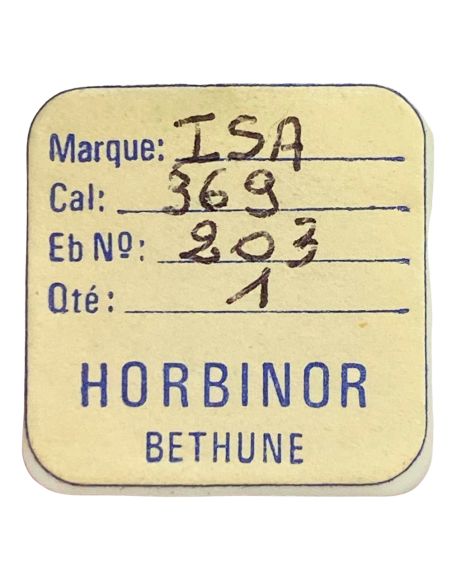 Marque: ISA
Cal: 369
Eb Nº: 203
Qté: 1
HORBINOR
BETHUNE